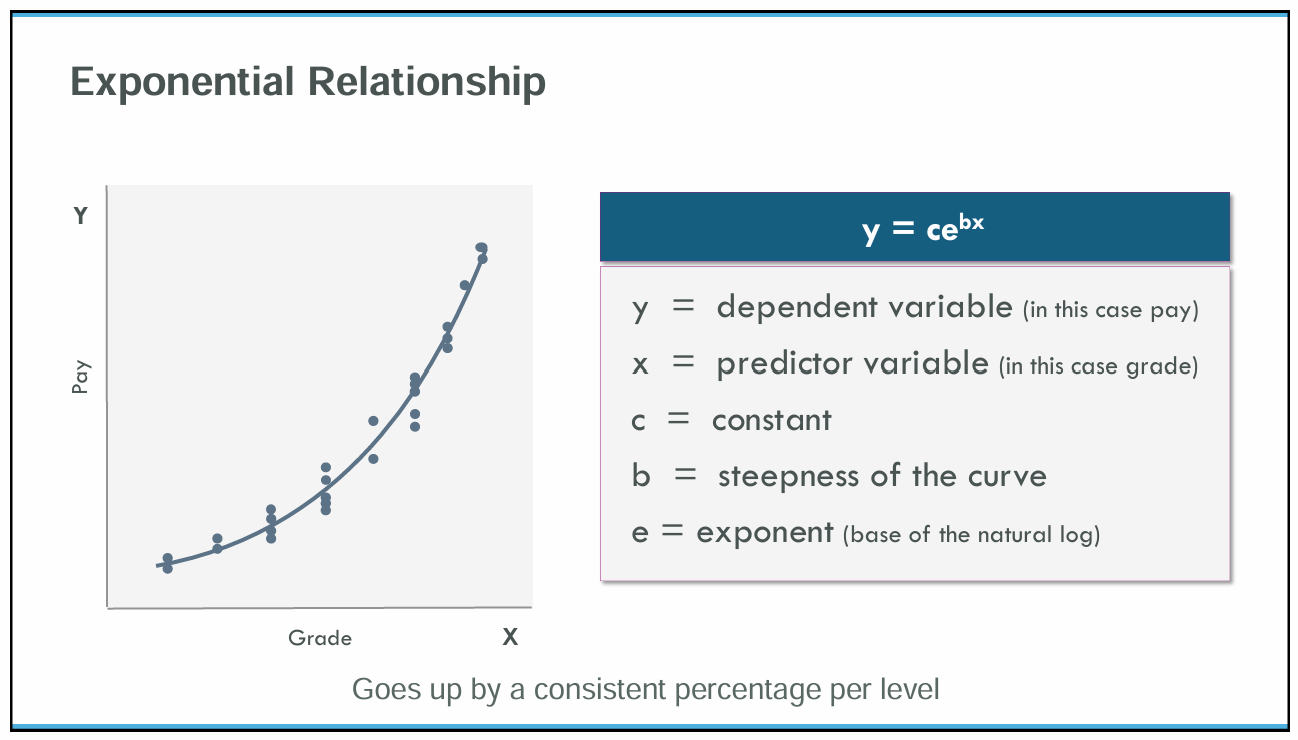 Exponential Relationship
Y
Pay
Grade
X
y = ce^bx
y = dependent variable (in this case pay)
x = predictor variable (in this case grade)
c = constant
b = steepness of the curve
e = exponent (base of the natural log)
Goes up by a consistent percentage per level